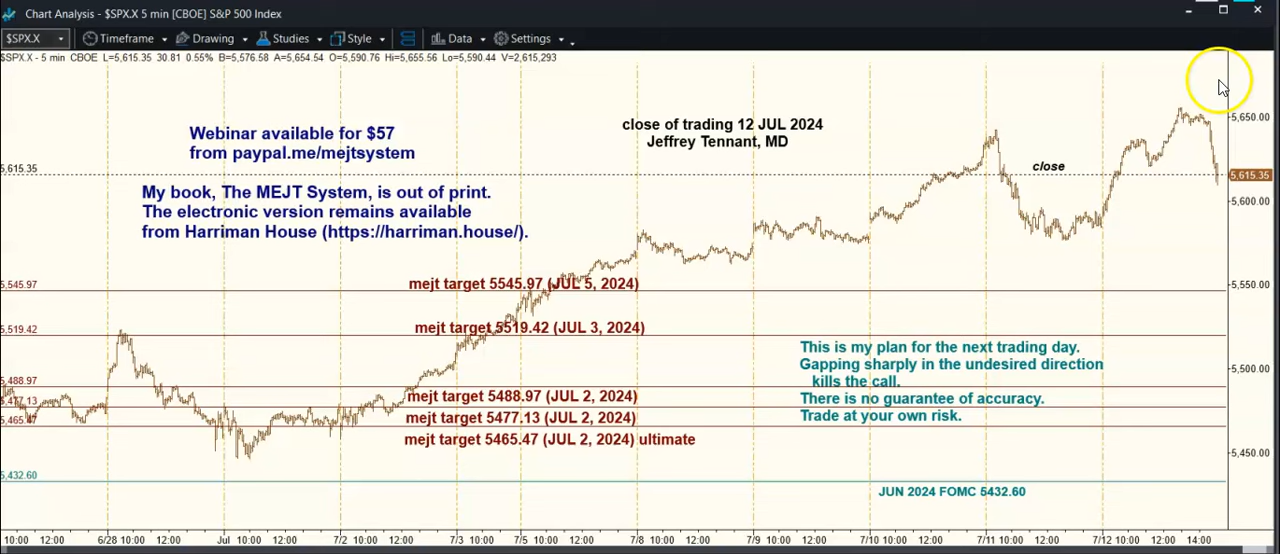 Chart Analysis - $SPX.X 5 min [CBOE] S&P 500 Index
$SPX.X Timeframe Drawing Studies Style Data Settings
$SPX.X - 5 min CBOE L=5,615.35 30.81 0.55% B=5,576.58 A=5,654.54 O=5,590.76 Hi=5,655.56 Lo=5,590.44 V=2,615,293
Webinar available for $57
from paypal.me/mejtsystem
close of trading 12 JUL 2024
Jeffrey Tennant, MD
5,650.00
5,615.35
close
5,615.35
My book, The MEJT System, is out of print.
The electronic version remains available
from Harriman House (https://harriman.house/).
5,600.00
5,545.97
mejt target 5545.97 (JUL 5, 2024)
5,550.00
5,519.42
mejt target 5519.42 (JUL 3, 2024)
This is my plan for the next trading day.
Gapping sharply in the undesired direction
kills the call.
There is no guarantee of accuracy.
Trade at your own risk.
5,500.00
5,488.97
mejt target 5488.97 (JUL 2, 2024)
5,477.13
mejt target 5477.13 (JUL 2, 2024)
5,465.47
mejt target 5465.47 (JUL 2, 2024) ultimate
5,450.00
5,432.60
JUN 2024 FOMC 5432.60
10:00 12:00 6/28 10:00 12:00 Jul 10:00 12:00 7/2 10:00 12:00 7/3 10:00 7/5 10:00 12:00 7/8 10:00 12:00 7/9 10:00 12:00 7/10 10:00 12:00 7/11 10:00 12:00 7/12 10:00 12:00 14:00